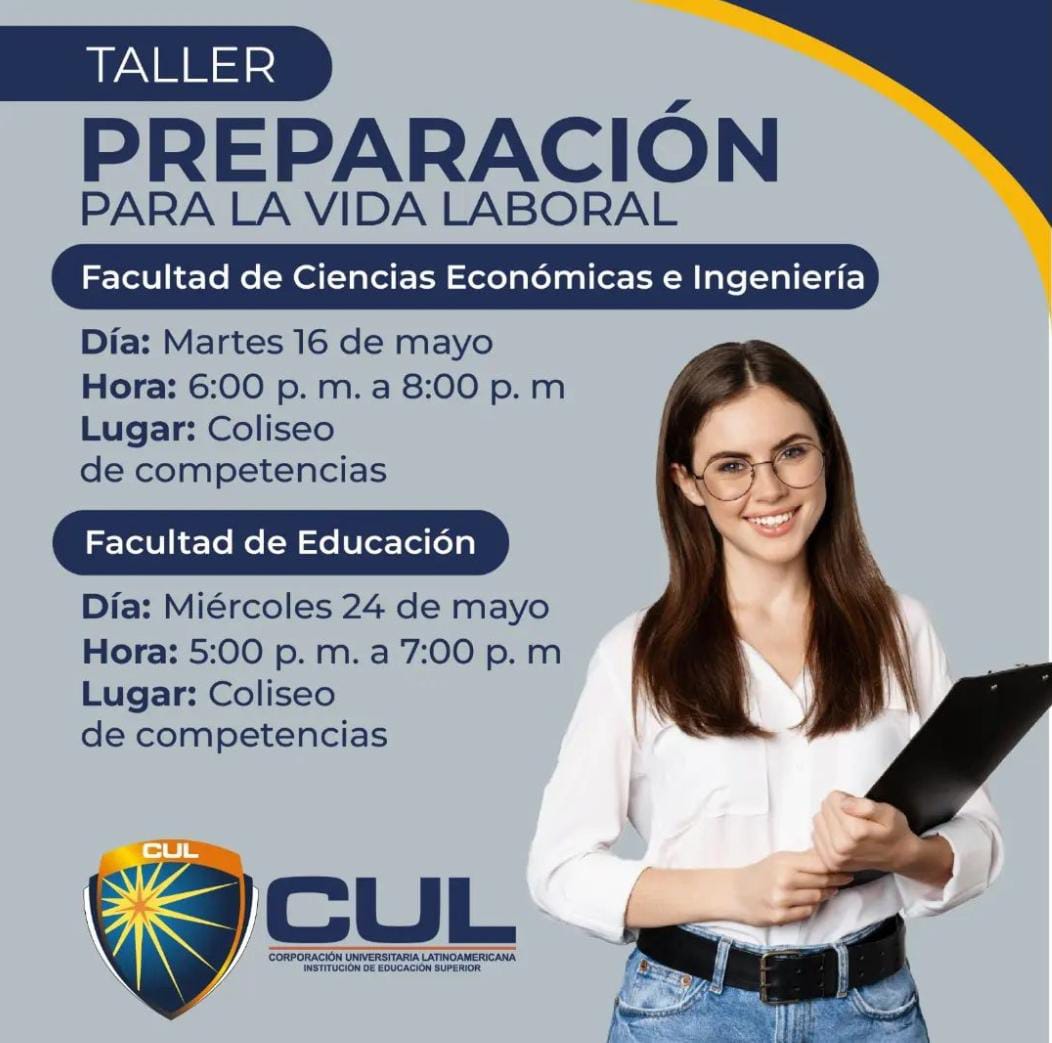 TALLER
PREPARACIÓN
PARA LA VIDA LABORAL
Facultad de Ciencias Económicas e Ingeniería
Día: Martes 16 de mayo
Hora: 6:00 p. m. a 8:00 p. m
Lugar: Coliseo
de competencias
Facultad de Educación
Día: Miércoles 24 de mayo
Hora: 5:00 p. m. a 7:00 p. m
Lugar: Coliseo
de competencias
CUL
CUL
CORPORACIÓN UNIVERSITARIA LATINOAMERICANA
INSTITUCIÓN DE EDUCACIÓN SUPERIOR